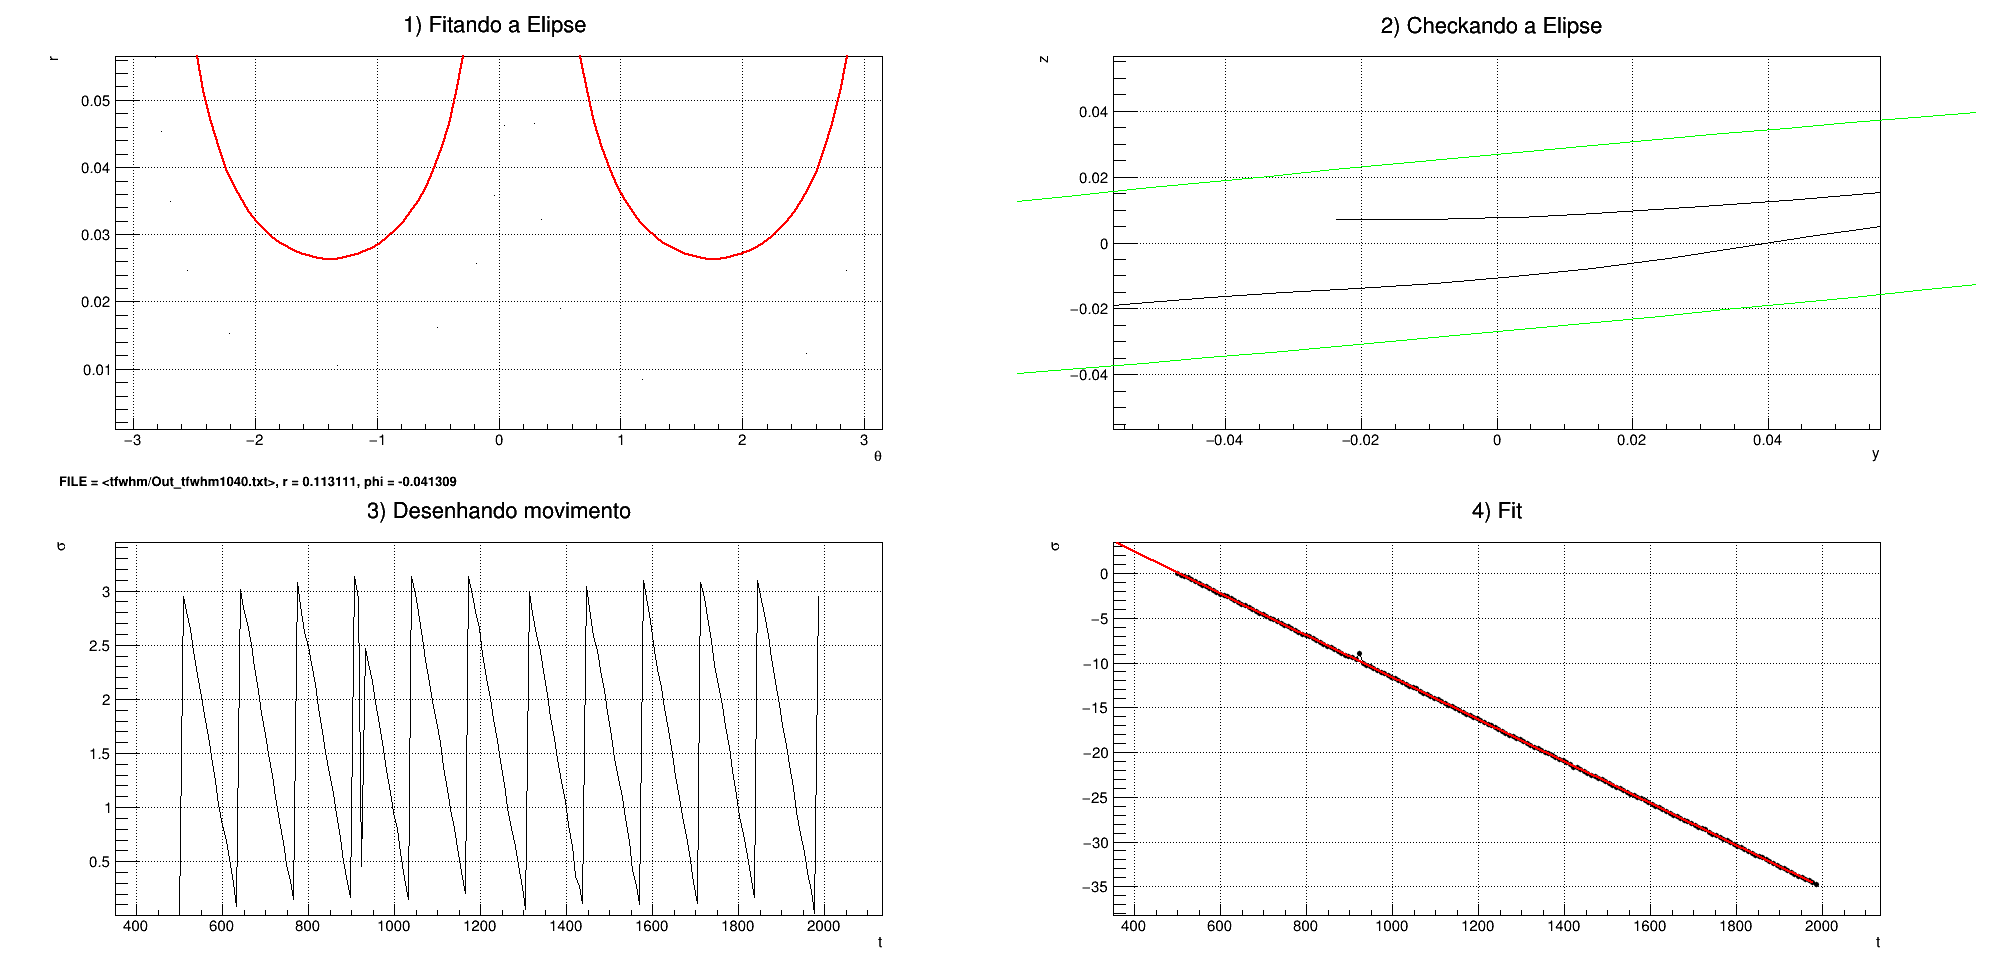 1) Fitando a Elipse
r
0.05
0.04
0.03
0.02
0.01
−3 −2 −1 0 1 2 3
θ
2) Checkando a Elipse
z
0.04
0.02
0
−0.02
−0.04
−0.04 −0.02 0 0.02 0.04
y
FILE = <tfwhm/Out_tfwhm1040.txt>, r = 0.113111, phi = -0.041309
3) Desenhando movimento
σ
3
2.5
2
1.5
1
0.5
400 600 800 1000 1200 1400 1600 1800 2000
t
4) Fit
σ
0
−5
−10
−15
−20
−25
−30
−35
400 600 800 1000 1200 1400 1600 1800 2000
t